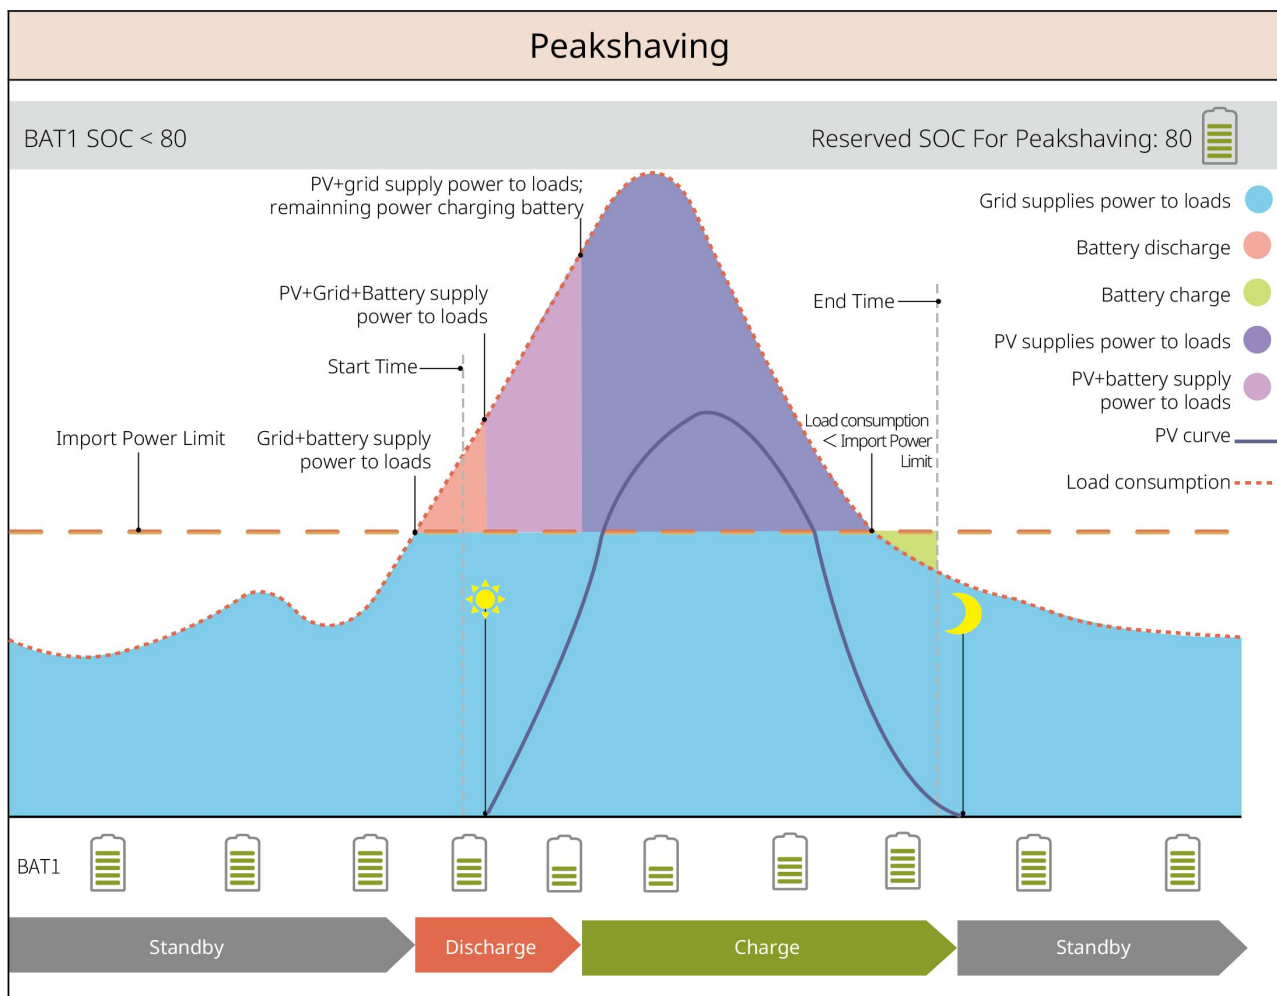 Peakshaving
BAT1 SOC < 80
Reserved SOC For Peakshaving: 80
PV+grid supply power to loads;
remainning power charging battery
Grid supplies power to loads
Battery discharge
PV+Grid+Battery supply
power to loads
End Time
Battery charge
PV supplies power to loads
Start Time
PV+battery supply
power to loads
Import Power Limit
Grid+battery supply
power to loads
Load consumption
< Import Power
Limit
PV curve
Load consumption
BAT1
Standby
Discharge
Charge
Standby